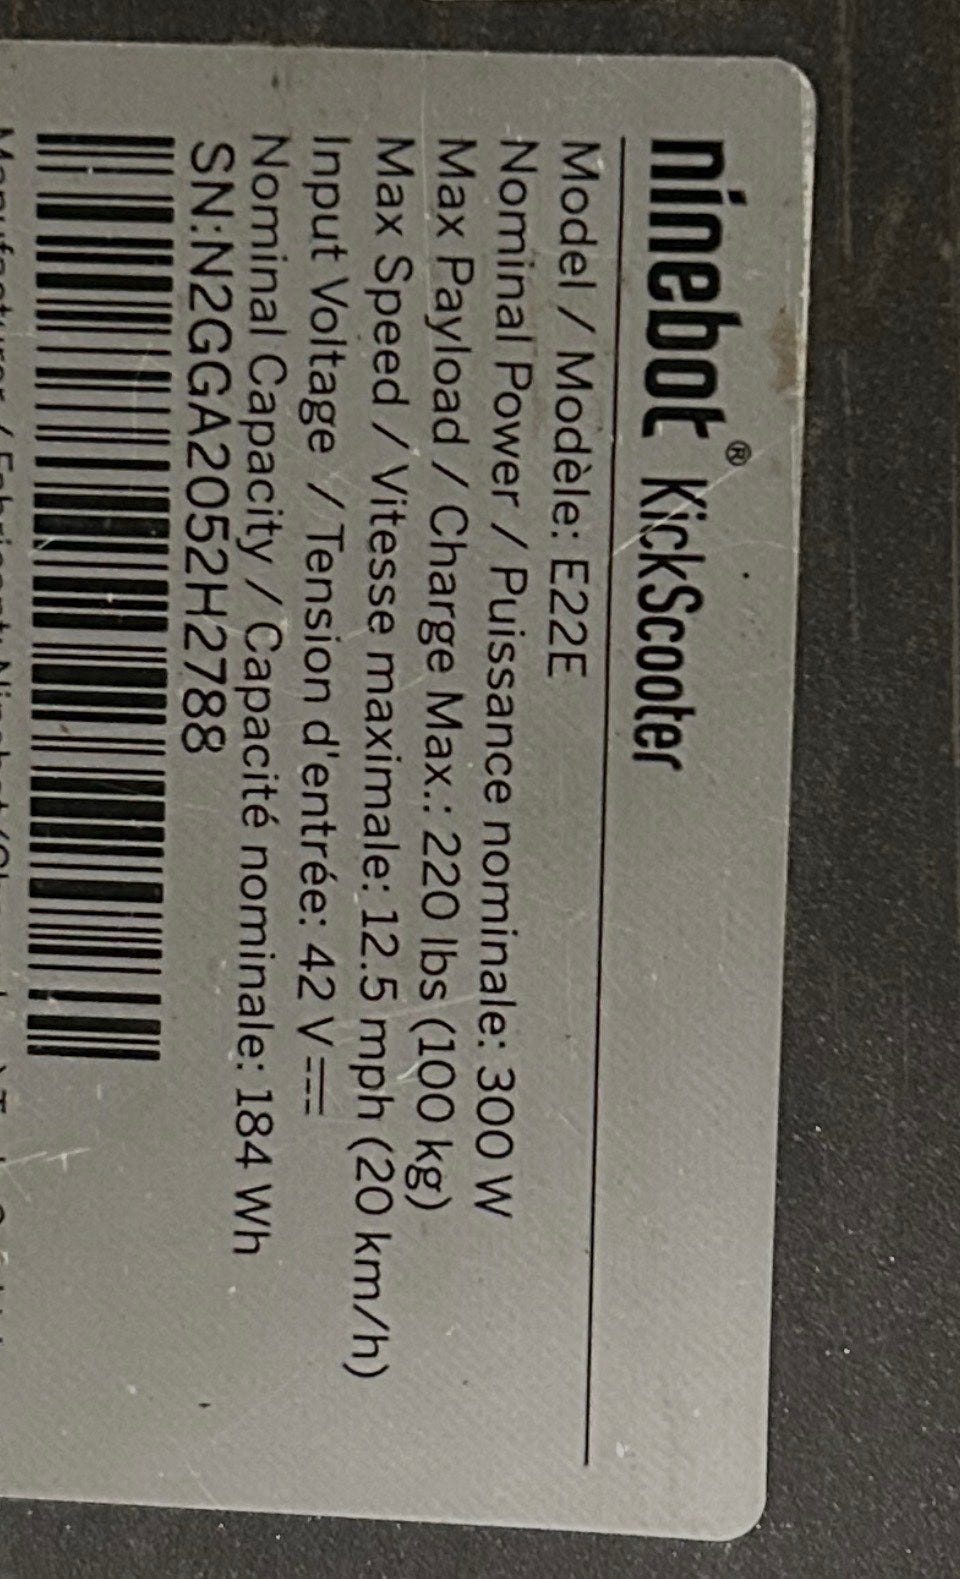 ninebot® KickScooter
Model / Modèle: E22E
Nominal Power / Puissance nominale: 300 W
Max Payload / Charge Max.: 220 lbs (100 kg)
Max Speed / Vitesse maximale: 12.5 mph (20 km/h)
Input Voltage / Tension d'entrée: 42 V⎓
Nominal Capacity / Capacité nominale: 184 Wh
SN:N2GGA2052H2788